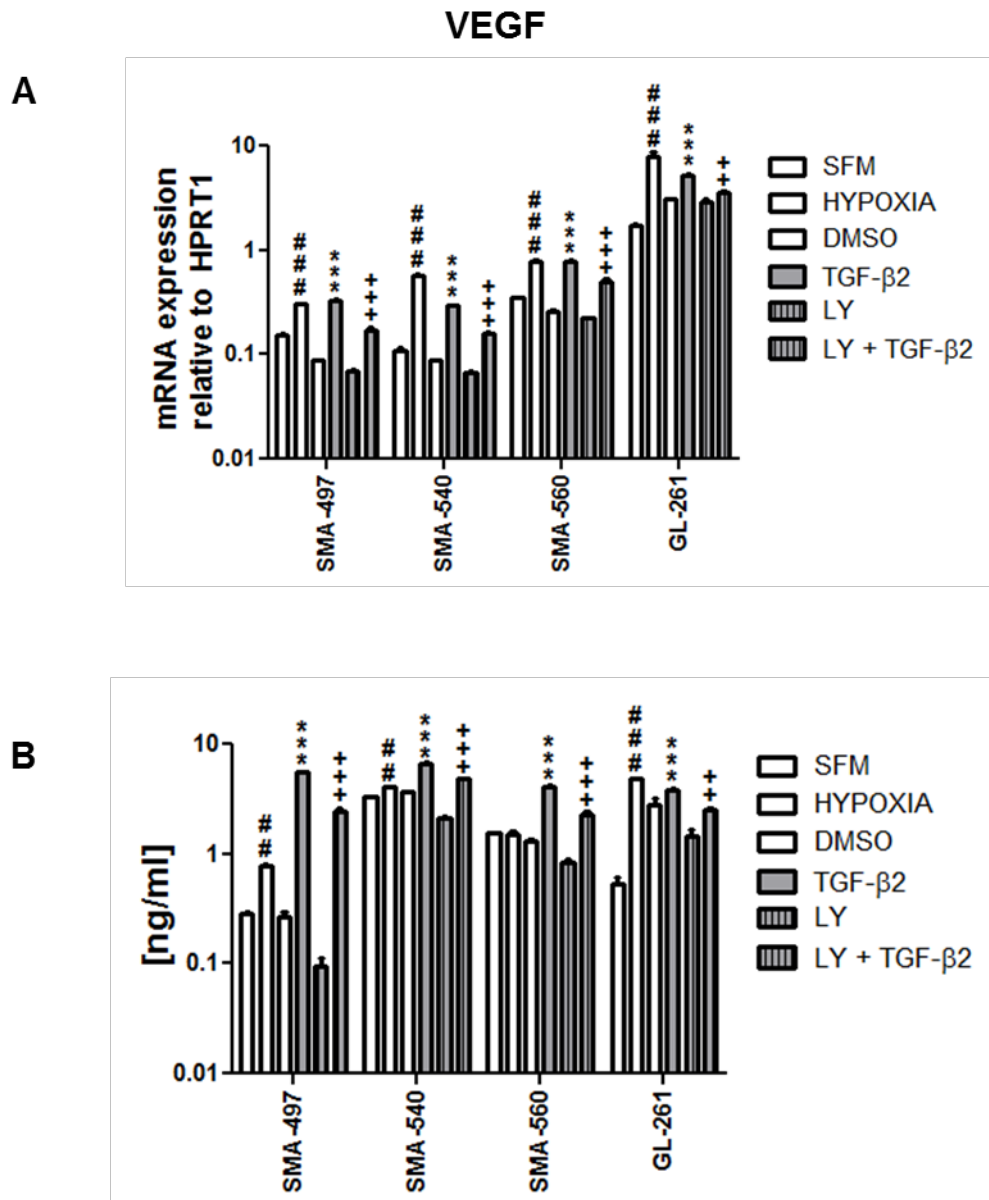 VEGF
A
mRNA expression
relative to HPRT1
10
1
0.1
0.01
###
***
+++
###
***
+++
###
***
+++
###
***
++
SMA-497
SMA-540
SMA-560
GL-261
SFM
HYPOXIA
DMSO
TGF-β2
LY
LY + TGF-β2
B
[ng/ml]
10
1
0.1
0.01
##
***
+++
##
***
+++
***
+++
###
***
++
SMA-497
SMA-540
SMA-560
GL-261
SFM
HYPOXIA
DMSO
TGF-β2
LY
LY + TGF-β2